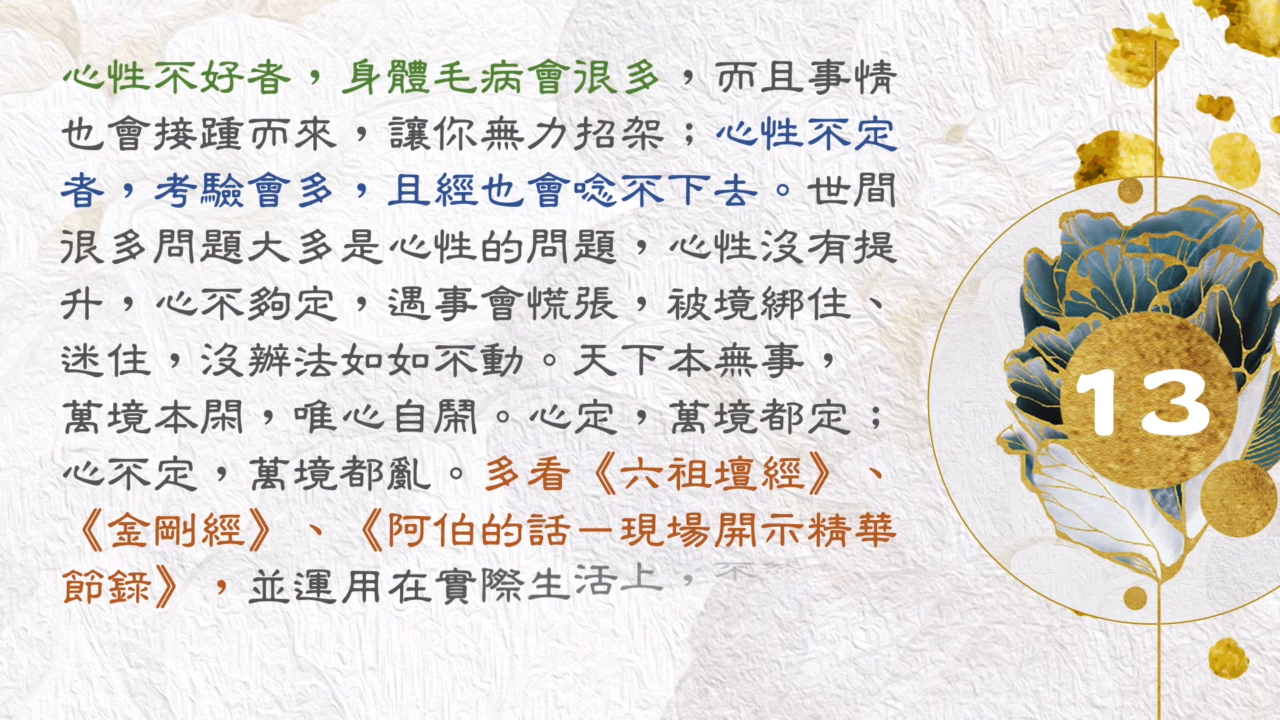 心性不好者，身體毛病會很多，而且事情
也會接踵而來，讓你無力招架；心性不定
者，考驗會多，且經也會唸不下去。世間
很多問題大多是心性的問題，心性沒有提
升，心不夠定，遇事會慌張，被境綁住、
迷住，沒辦法如如不動。天下本無事，
萬境本閑，唯心自鬧。心定，萬境都定；
心不定，萬境都亂。多看《六祖壇經》、
《金剛經》、《阿伯的話－現場開示精華
節錄》，並運用在實際生活上，
13